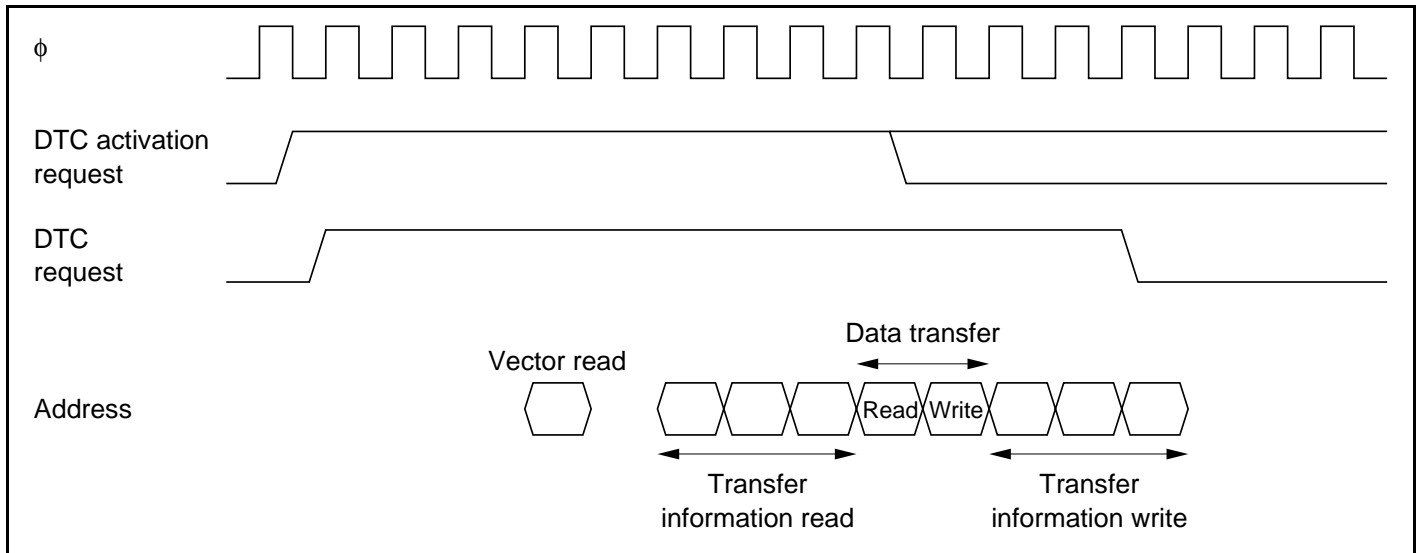 ϕ
DTC activation
request
DTC
request
Data transfer
Vector read
Address
Read
Write
Transfer
information read
Transfer
information write